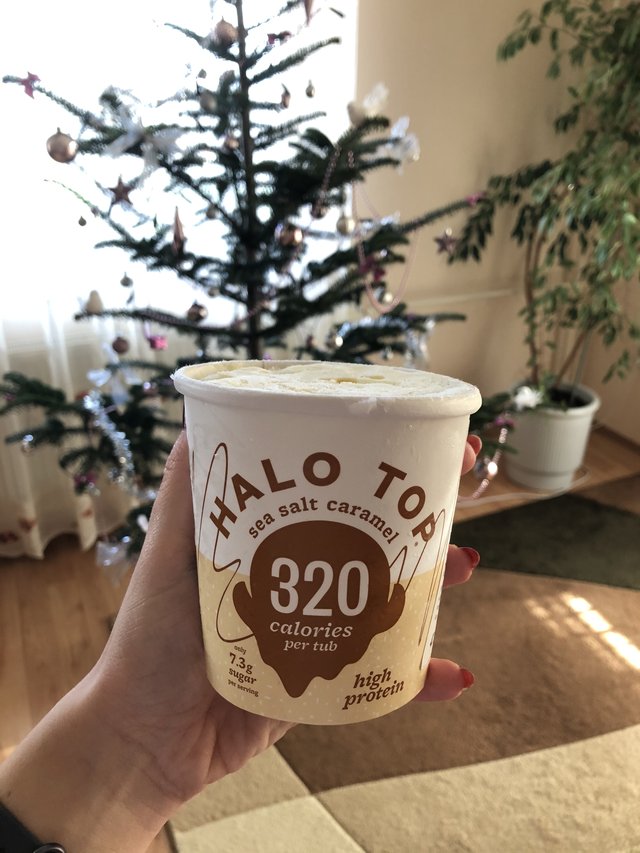 HALO TOP
sea salt caramel
320
calories
per tub
only
7.3g
sugar
per serving
high
protein